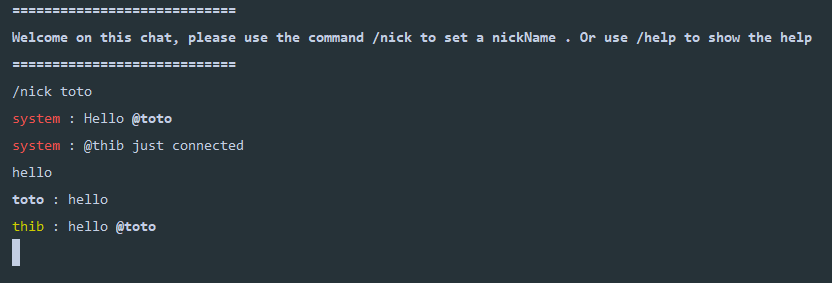 ============================
Welcome on this chat, please use the command /nick to set a nickName . Or use /help to show the help
============================
/nick toto
system : Hello @toto
system : @thib just connected
hello
toto : hello
thib : hello @toto